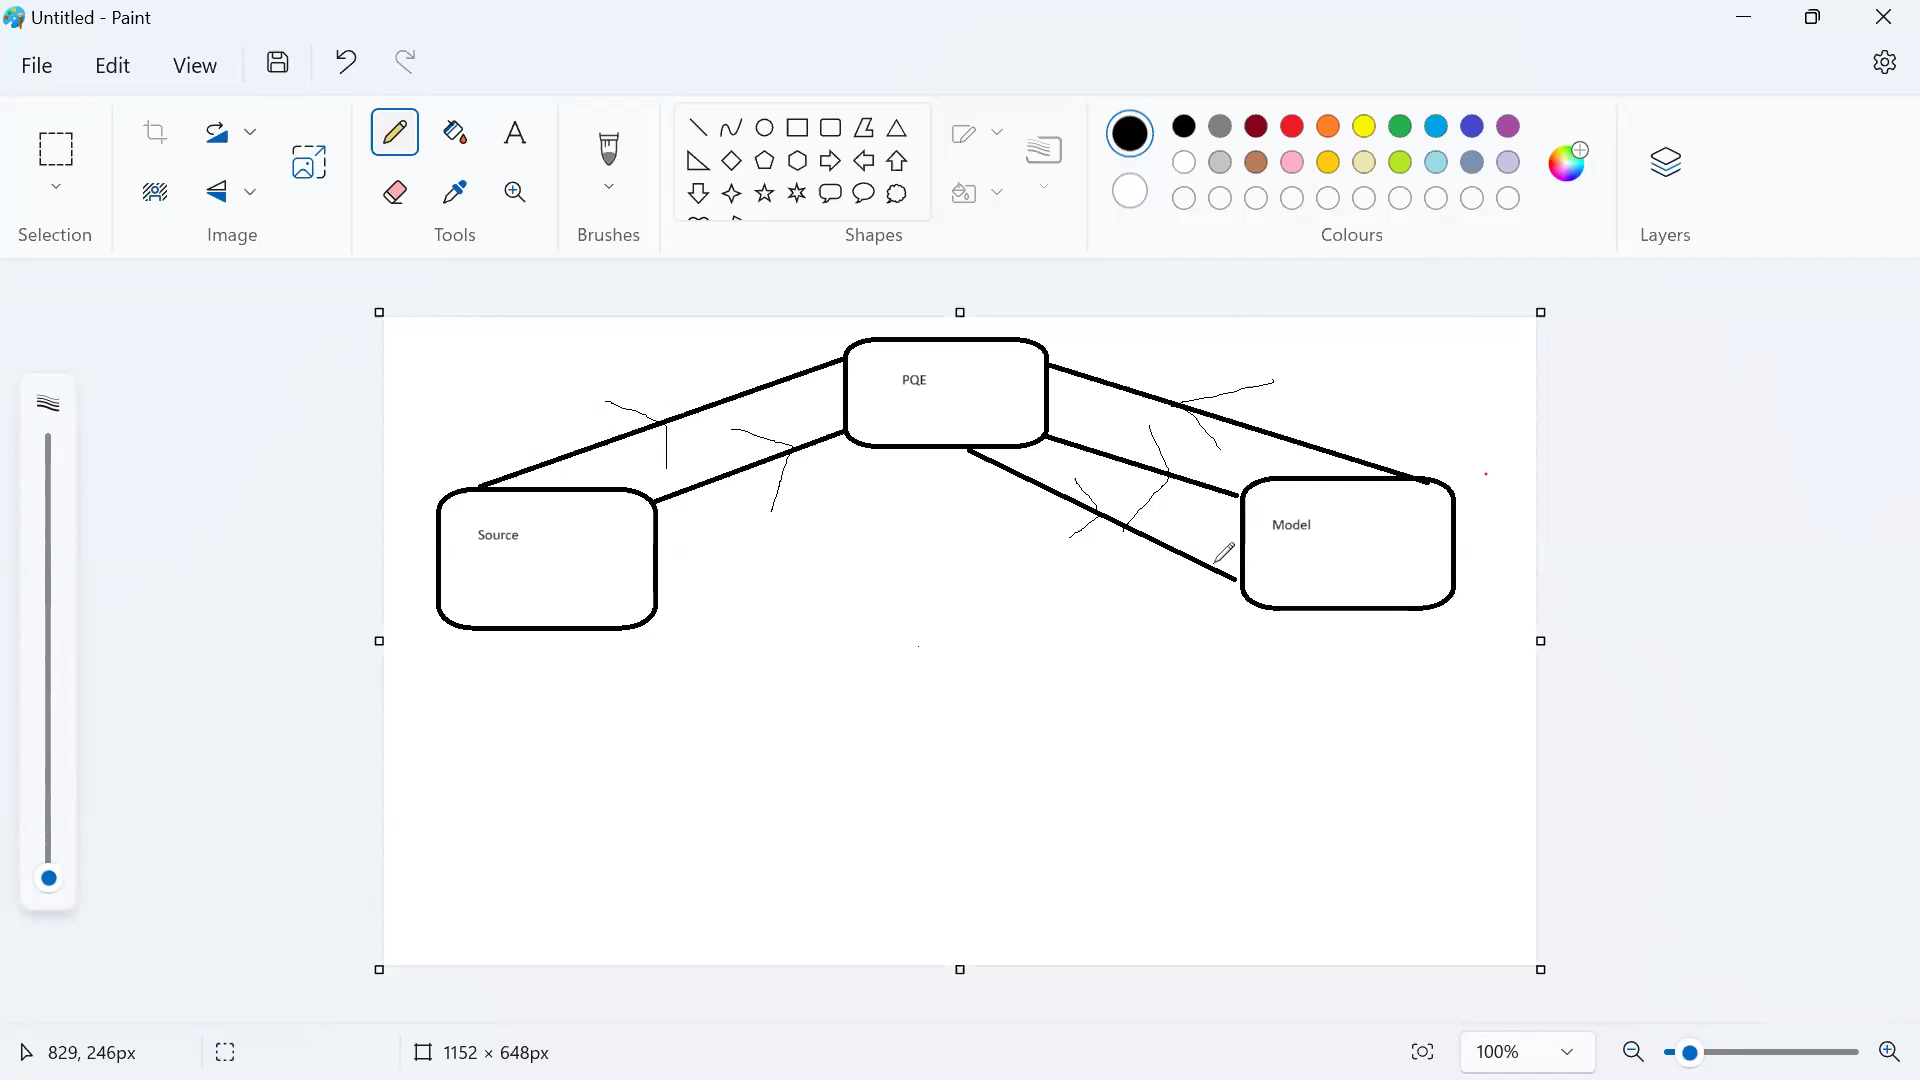 Untitled - Paint
File Edit View
Selection Image Tools Brushes Shapes Colours Layers
PQE
Source
Model
829, 246px 1152 × 648px 100%